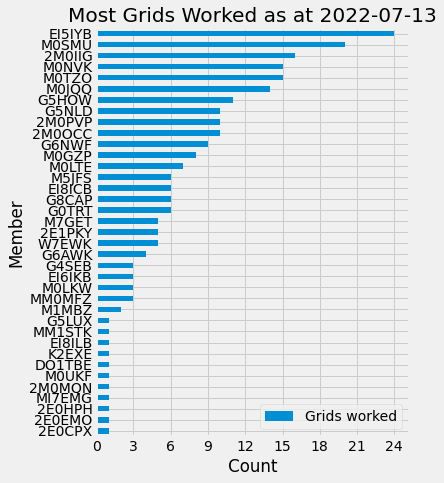 Most Grids Worked as at 2022-07-13
EI5IYB
M0SMU
2M0IIG
M0NVK
M0TZO
M0JQQ
G5HOW
G5NLD
2M0PVP
2M0OCC
G6NWF
M0GZP
M0LTE
M5JFS
EI8ICB
G8CAP
G0TRT
M7GET
2E1PKY
W7EWK
G6AWK
G4SEB
EI6IKB
M0LKW
MM0MFZ
M1MBZ
G5LUX
MM1STK
EI8ILB
K2EXE
DO1TBE
M0UKF
2M0MON
MI7EMG
2E0HPH
2E0EMO
2E0CPX
Member
0 3 6 9 12 15 18 21 24
Count
Grids worked